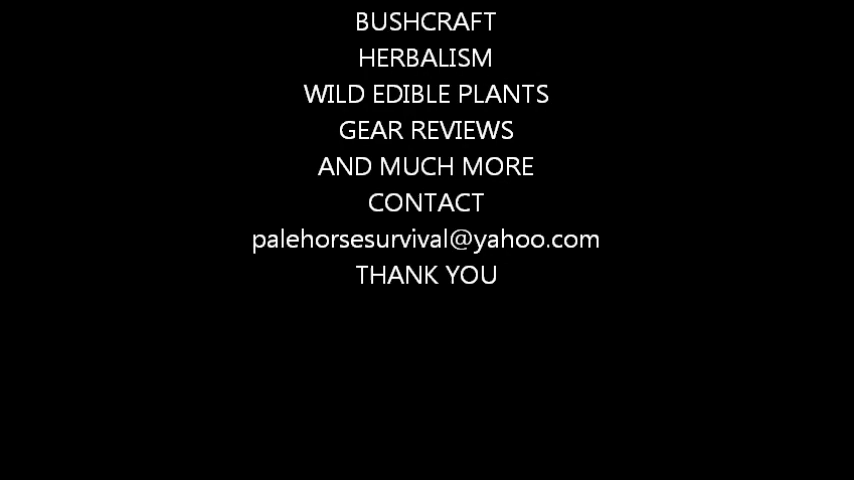 BUSHCRAFT
HERBALISM
WILD EDIBLE PLANTS
GEAR REVIEWS
AND MUCH MORE
CONTACT
palehorsesurvival@yahoo.com
THANK YOU